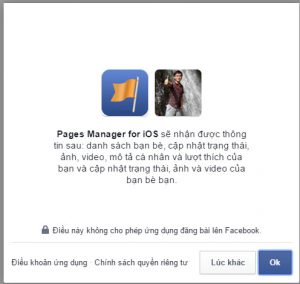 Pages Manager for iOS sẽ nhận được thông
tin sau: danh sách bạn bè, cập nhật trạng thái,
ảnh, video, mô tả cá nhân và lượt thích của
bạn và cập nhật trạng thái, ảnh và video của
bạn bè bạn.
Điều này không cho phép ứng dụng đăng bài lên Facebook.
Điều khoản ứng dụng · Chính sách quyền riêng tư
Lúc khác
Ok